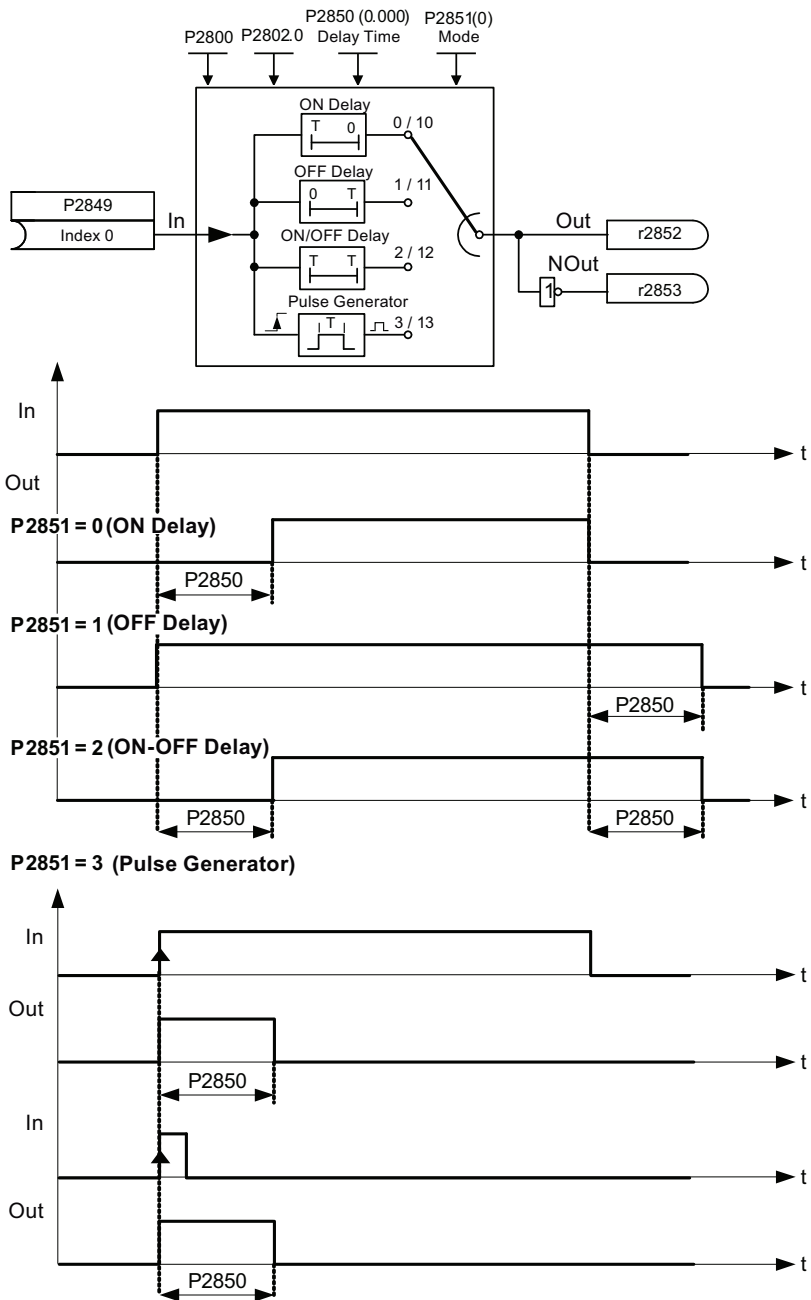 P2800
P2802.0
P2850 (0.000)
Delay Time
P2851(0)
Mode
ON Delay
T 0
0 / 10
OFF Delay
0 T
1 / 11
ON/OFF Delay
T T
2 / 12
Pulse Generator
T
3 / 13
P2849
Index 0
In
Out
r2852
NOut
1
r2853
In
t
Out
P2851 = 0 (ON Delay)
P2850
t
P2851 = 1 (OFF Delay)
P2850
t
P2851 = 2 (ON-OFF Delay)
P2850
P2850
t
P2851 = 3 (Pulse Generator)
In
t
Out
P2850
t
In
t
Out
P2850
t